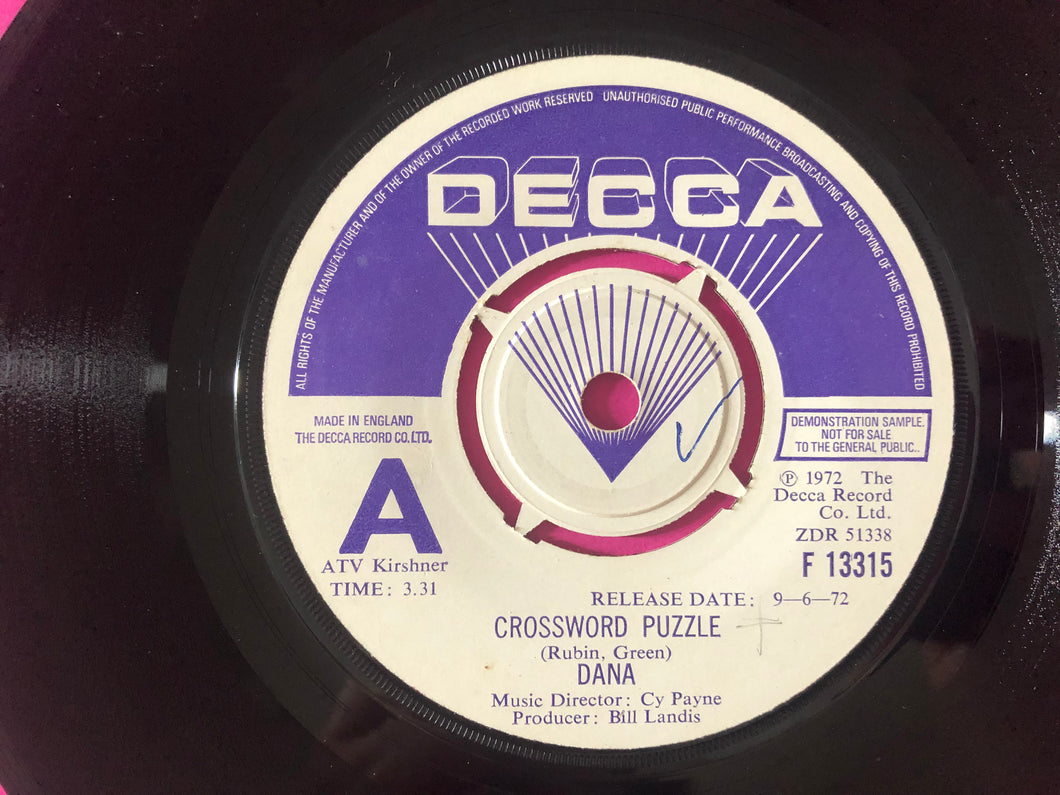 ALL RIGHTS OF THE MANUFACTURER AND OF THE OWNER OF THE RECORDED WORK RESERVED UNAUTHORISED PUBLIC PERFORMANCE BROADCASTING AND COPYING OF THIS RECORD PROHIBITED
DECCA
MADE IN ENGLAND
THE DECCA RECORD CO. LTD.
DEMONSTRATION SAMPLE.
NOT FOR SALE
TO THE GENERAL PUBLIC..
A
℗ 1972 The
Decca Record
Co. Ltd.
ZDR 51338
F 13315
ATV Kirshner
TIME: 3.31
RELEASE DATE: 9—6—72
CROSSWORD PUZZLE
(Rubin, Green)
DANA
Music Director: Cy Payne
Producer: Bill Landis